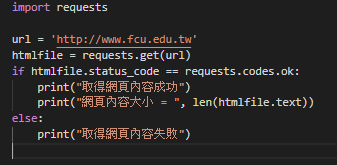 import requests
url = 'http://www.fcu.edu.tw'
htmlfile = requests.get(url)
if htmlfile.status_code == requests.codes.ok:
    print("取得網頁內容成功")
    print("網頁內容大小 = ", len(htmlfile.text))
else:
    print("取得網頁內容失敗")